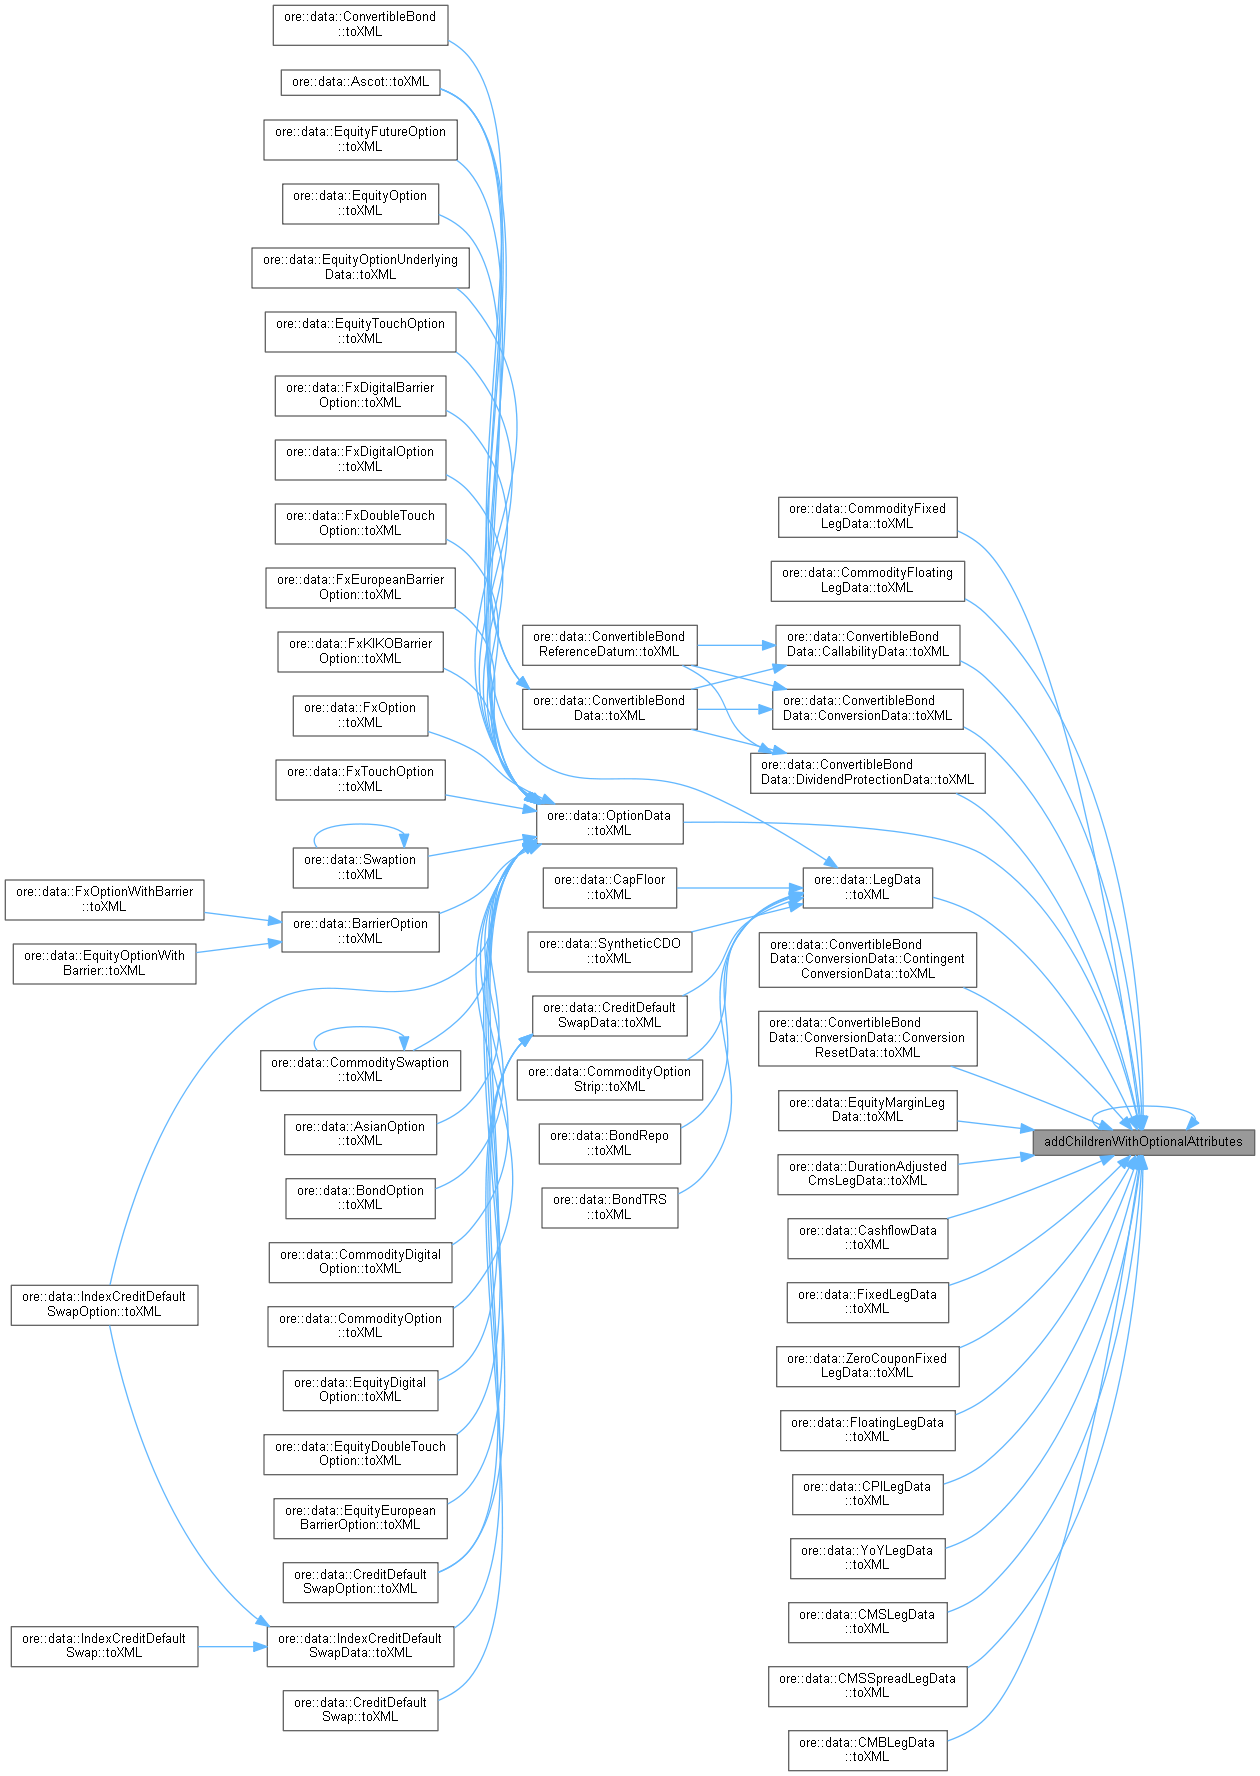 ore::data::ConvertibleBond
::toXML
ore::data::Ascot::toXML
ore::data::EquityFutureOption
::toXML
ore::data::EquityOption
::toXML
ore::data::EquityOptionUnderlying
Data::toXML
ore::data::EquityTouchOption
::toXML
ore::data::FxDigitalBarrier
Option::toXML
ore::data::FxDigitalOption
::toXML
ore::data::FxDoubleTouch
Option::toXML
ore::data::FxEuropeanBarrier
Option::toXML
ore::data::FxKIKOBarrier
Option::toXML
ore::data::FxOption
::toXML
ore::data::FxTouchOption
::toXML
ore::data::Swaption
::toXML
ore::data::FxOptionWithBarrier
::toXML
ore::data::EquityOptionWith
Barrier::toXML
ore::data::BarrierOption
::toXML
ore::data::CommoditySwaption
::toXML
ore::data::AsianOption
::toXML
ore::data::BondOption
::toXML
ore::data::CommodityDigital
Option::toXML
ore::data::IndexCreditDefault
SwapOption::toXML
ore::data::CommodityOption
::toXML
ore::data::EquityDigital
Option::toXML
ore::data::EquityDoubleTouch
Option::toXML
ore::data::EquityEuropean
BarrierOption::toXML
ore::data::CreditDefault
SwapOption::toXML
ore::data::IndexCreditDefault
Swap::toXML
ore::data::IndexCreditDefault
SwapData::toXML
ore::data::CreditDefault
Swap::toXML
ore::data::ConvertibleBond
ReferenceDatum::toXML
ore::data::ConvertibleBond
Data::toXML
ore::data::OptionData
::toXML
ore::data::CapFloor
::toXML
ore::data::SyntheticCDO
::toXML
ore::data::CreditDefault
SwapData::toXML
ore::data::CommodityOption
Strip::toXML
ore::data::BondRepo
::toXML
ore::data::BondTRS
::toXML
ore::data::CommodityFixed
LegData::toXML
ore::data::CommodityFloating
LegData::toXML
ore::data::ConvertibleBond
Data::CallabilityData::toXML
ore::data::ConvertibleBond
Data::ConversionData::toXML
ore::data::ConvertibleBond
Data::DividendProtectionData::toXML
ore::data::LegData
::toXML
ore::data::ConvertibleBond
Data::ConversionData::Contingent
ConversionData::toXML
ore::data::ConvertibleBond
Data::ConversionData::Conversion
ResetData::toXML
ore::data::EquityMarginLeg
Data::toXML
addChildrenWithOptionalAttributes
ore::data::DurationAdjusted
CmsLegData::toXML
ore::data::CashflowData
::toXML
ore::data::FixedLegData
::toXML
ore::data::ZeroCouponFixed
LegData::toXML
ore::data::FloatingLegData
::toXML
ore::data::CPILegData
::toXML
ore::data::YoYLegData
::toXML
ore::data::CMSLegData
::toXML
ore::data::CMSSpreadLegData
::toXML
ore::data::CMBLegData
::toXML